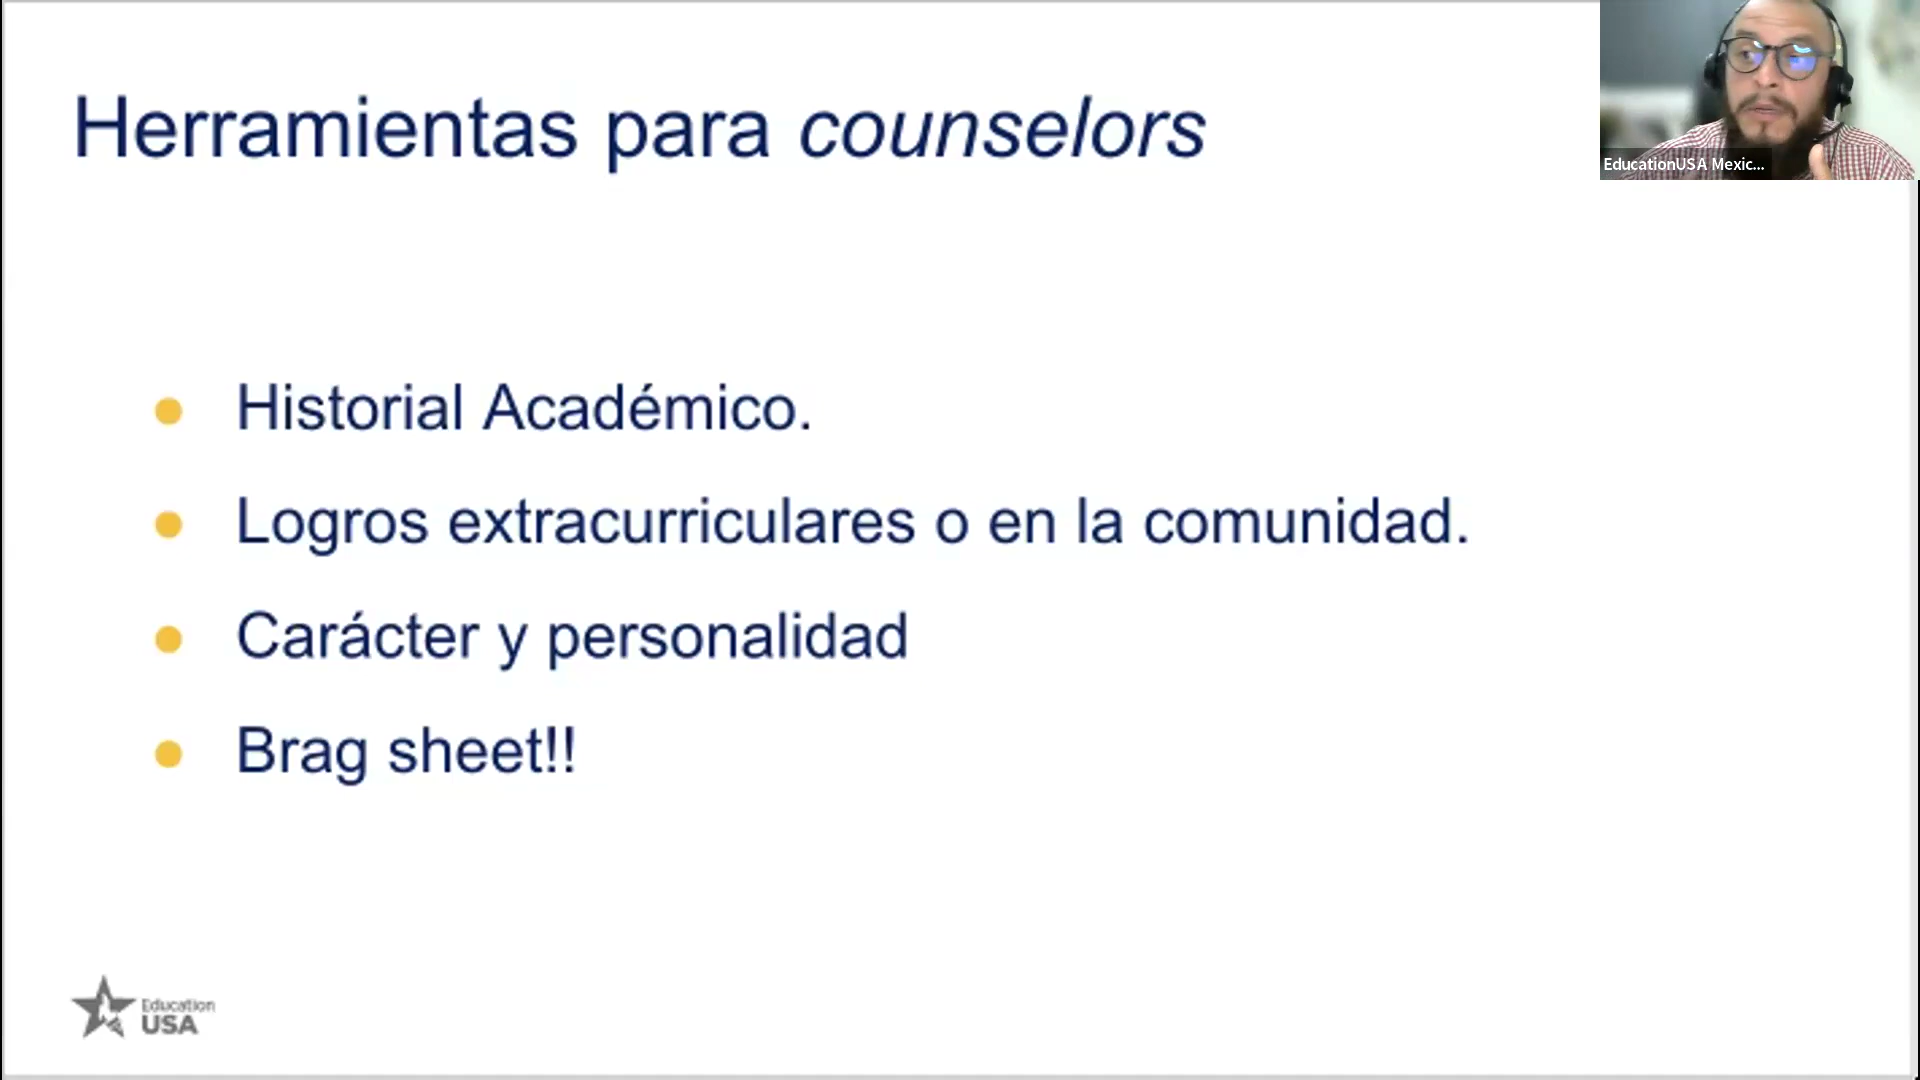 Herramientas para counselors
EducationUSA Mexic...
Historial Académico.
Logros extracurriculares o en la comunidad.
Carácter y personalidad
Brag sheet!!
Education
USA